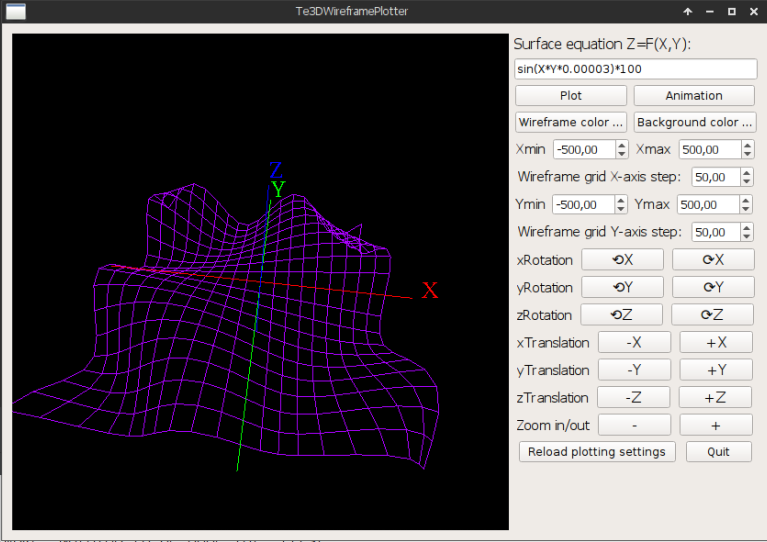 Te3DWireframePlotter
Surface equation Z=F(X,Y):
sin(X*Y*0.00003)*100
Plot Animation
Wireframe color ... Background color ...
Xmin -500,00 Xmax 500,00
Wireframe grid X-axis step: 50,00
Ymin -500,00 Ymax 500,00
Wireframe grid Y-axis step: 50,00
xRotation ⟲X ⟳X
yRotation ⟲Y ⟳Y
zRotation ⟲Z ⟳Z
xTranslation -X +X
yTranslation -Y +Y
zTranslation -Z +Z
Zoom in/out - +
Reload plotting settings Quit
Z
Y
X